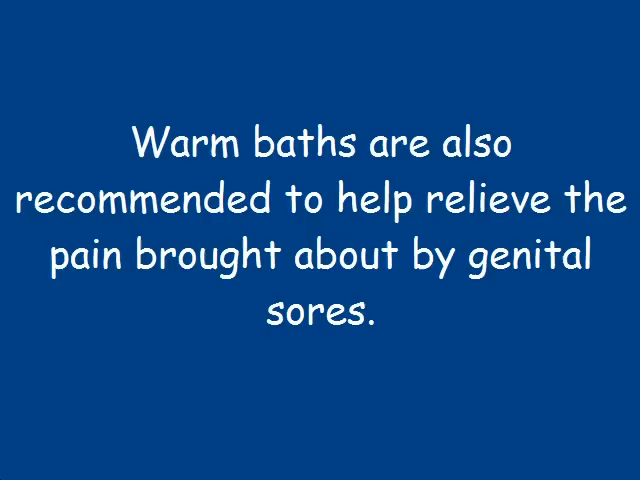 Warm baths are also
recommended to help relieve the
pain brought about by genital
sores.